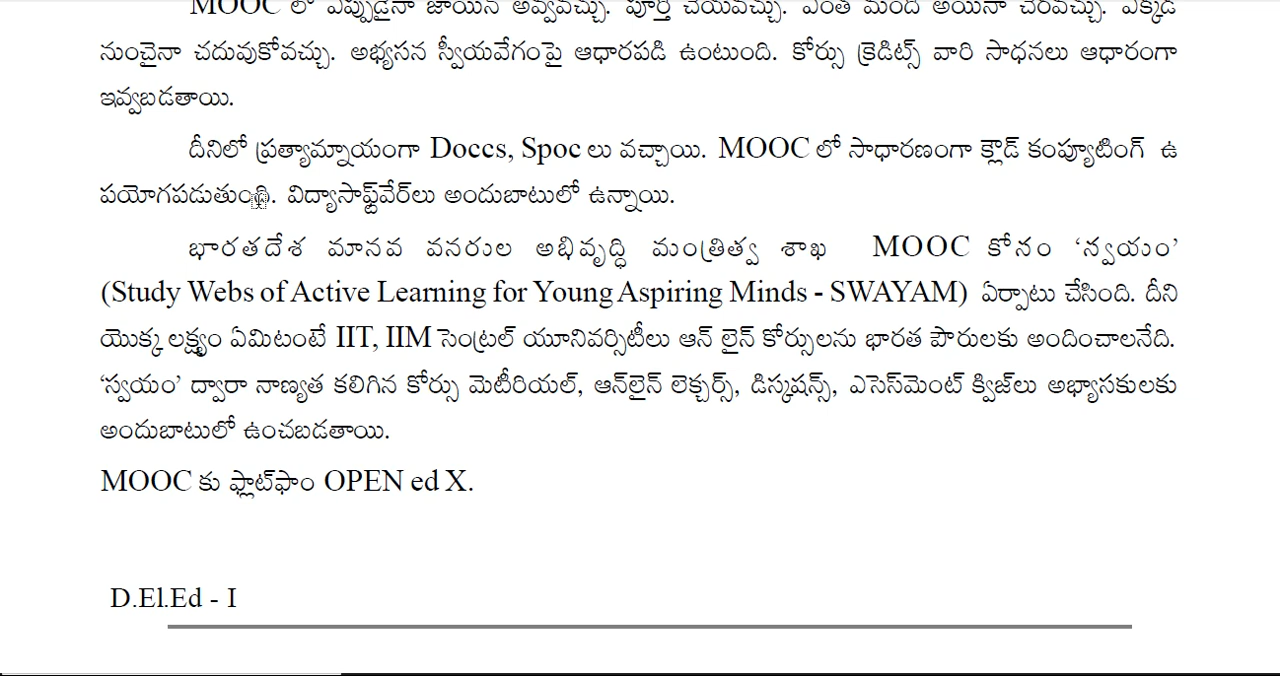 MOOC లో ఎప్పుడైనా జాయిన్ అవ్వవచ్చు. పూర్తి చేయవచ్చు. ఎంత మంది అయినా చేరవచ్చు. ఎక్కడ
నుంచైనా చదువుకోవచ్చు. అభ్యసన స్వీయవేగంపై ఆధారపడి ఉంటుంది. కోర్సు క్రెడిట్స్ వారి సాధనలు ఆధారంగా
ఇవ్వబడతాయి.
దీనిలో ప్రత్యామ్నాయంగా Doccs, Spoc లు వచ్చాయి. MOOC లో సాధారణంగా క్లౌడ్ కంప్యూటింగ్ ఉ
పయోగపడుతుంది. విద్యాసాఫ్ట్‌వేర్‌లు అందుబాటులో ఉన్నాయి.
భారతదేశ మానవ వనరుల అభివృద్ధి మంత్రిత్వ శాఖ MOOC కోసం ‘స్వయం’
(Study Webs of Active Learning for Young Aspiring Minds - SWAYAM) ఏర్పాటు చేసింది. దీని
యొక్క లక్ష్యం ఏమిటంటే IIT, IIM సెంట్రల్ యూనివర్సిటీలు ఆన్ లైన్ కోర్సులను భారత పౌరులకు అందించాలనేది.
‘స్వయం’ ద్వారా నాణ్యత కలిగిన కోర్సు మెటీరియల్, ఆన్‌లైన్ లెక్చర్స్, డిస్కషన్స్, ఎసెస్‌మెంట్ క్విజ్‌లు అభ్యాసకులకు
అందుబాటులో ఉంచబడతాయి.
MOOC కు ప్లాట్‌ఫాం OPEN ed X.
D.El.Ed - I